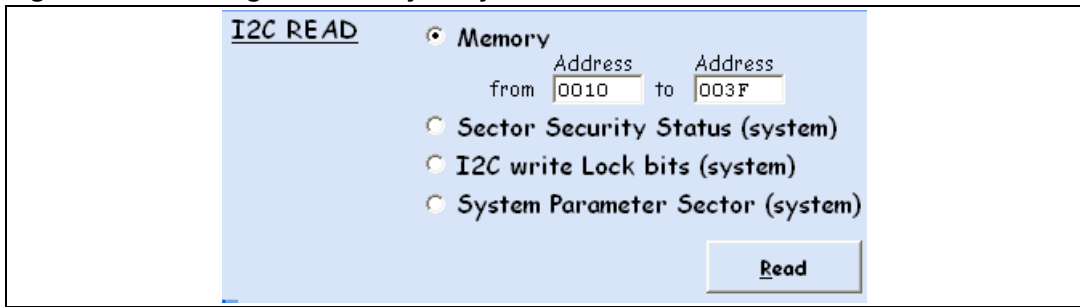 I2C READ
Memory
Address Address
from 0010 to 003F
Sector Security Status (system)
I2C write Lock bits (system)
System Parameter Sector (system)
Read